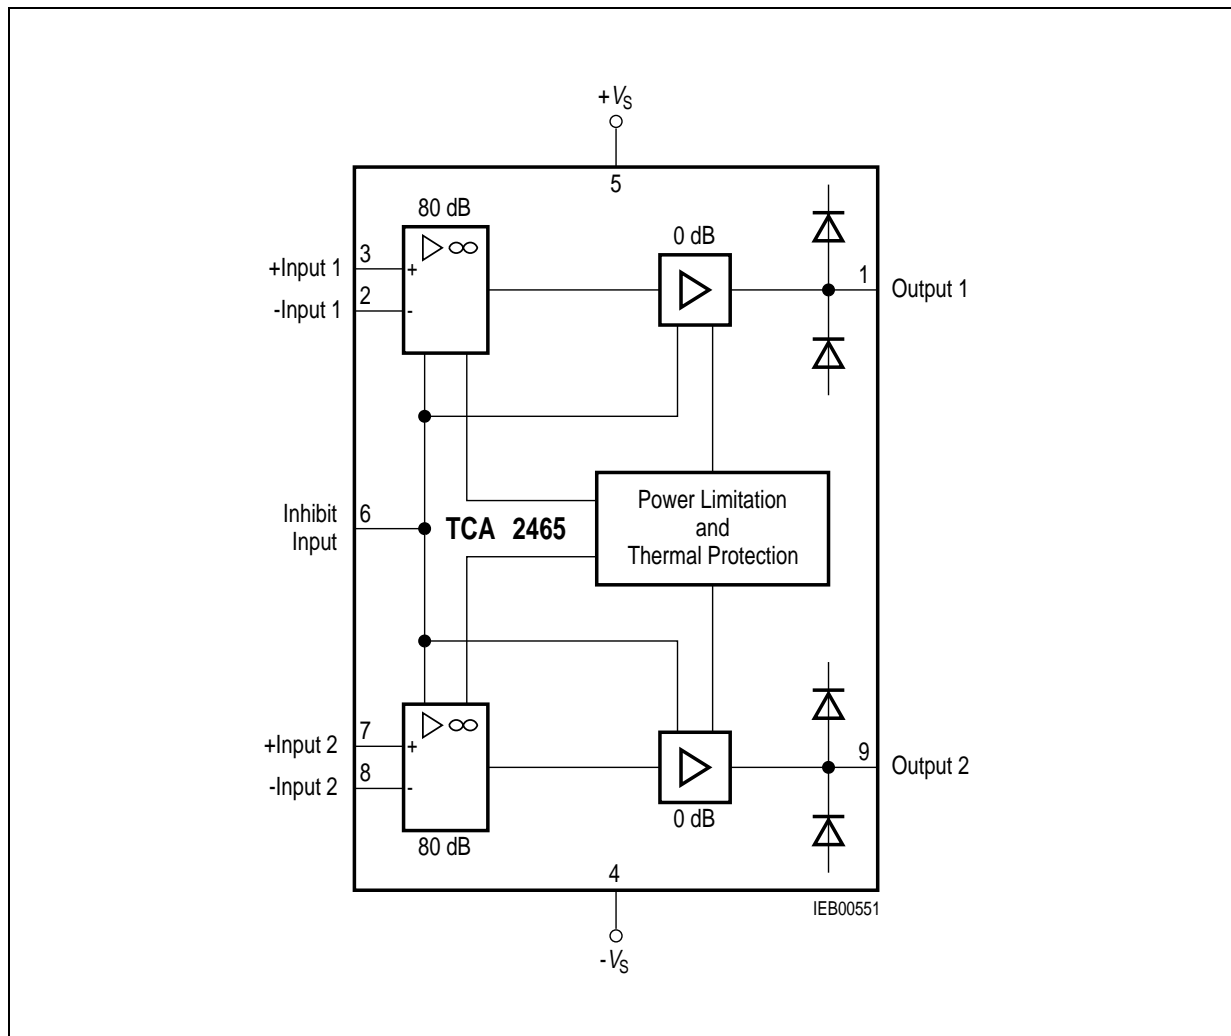 +VS
5
80 dB
0 dB
▷ ∞
+Input 1
3
+
-Input 1
2
-
1
Output 1
Inhibit
Input
6
TCA 2465
Power Limitation
and
Thermal Protection
▷ ∞
+Input 2
7
+
-Input 2
8
-
9
Output 2
80 dB
0 dB
4
IEB00551
-VS